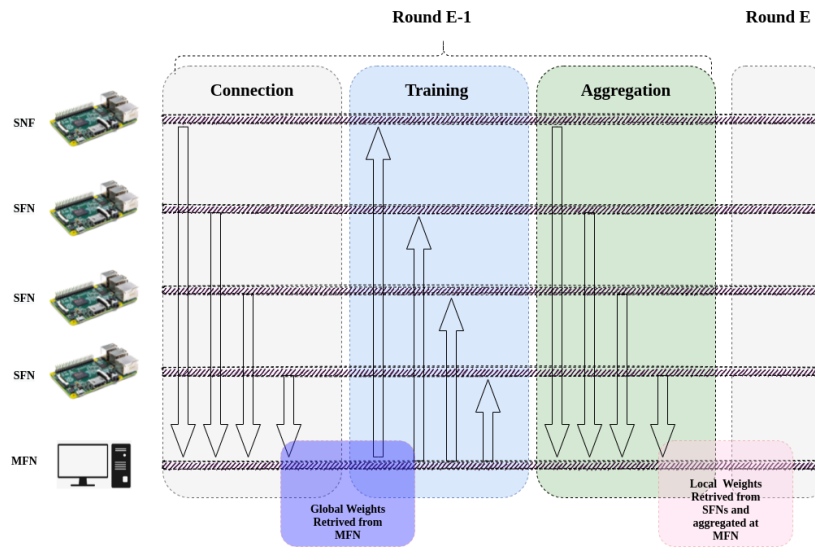 Round E-1
Round E
Connection
Training
Aggregation
SNF
SFN
SFN
SFN
MFN
Global Weights
Retrived from
MFN
Local Weights
Retrived from
SFNs and
aggregated at
MFN